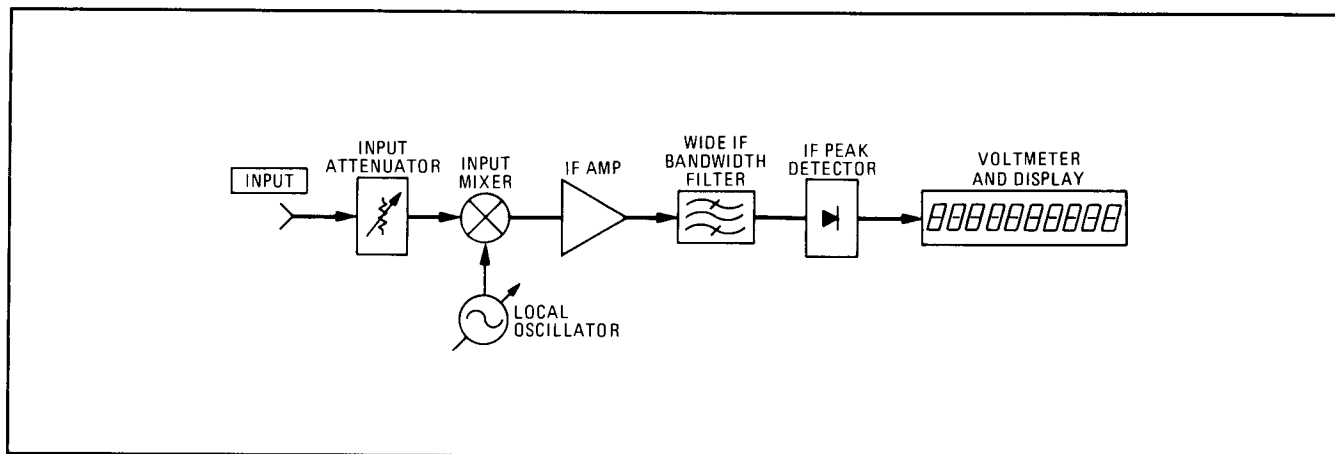 INPUT
INPUT
ATTENUATOR
INPUT
MIXER
IF AMP
WIDE IF
BANDWIDTH
FILTER
IF PEAK
DETECTOR
VOLTMETER
AND DISPLAY
LOCAL
OSCILLATOR